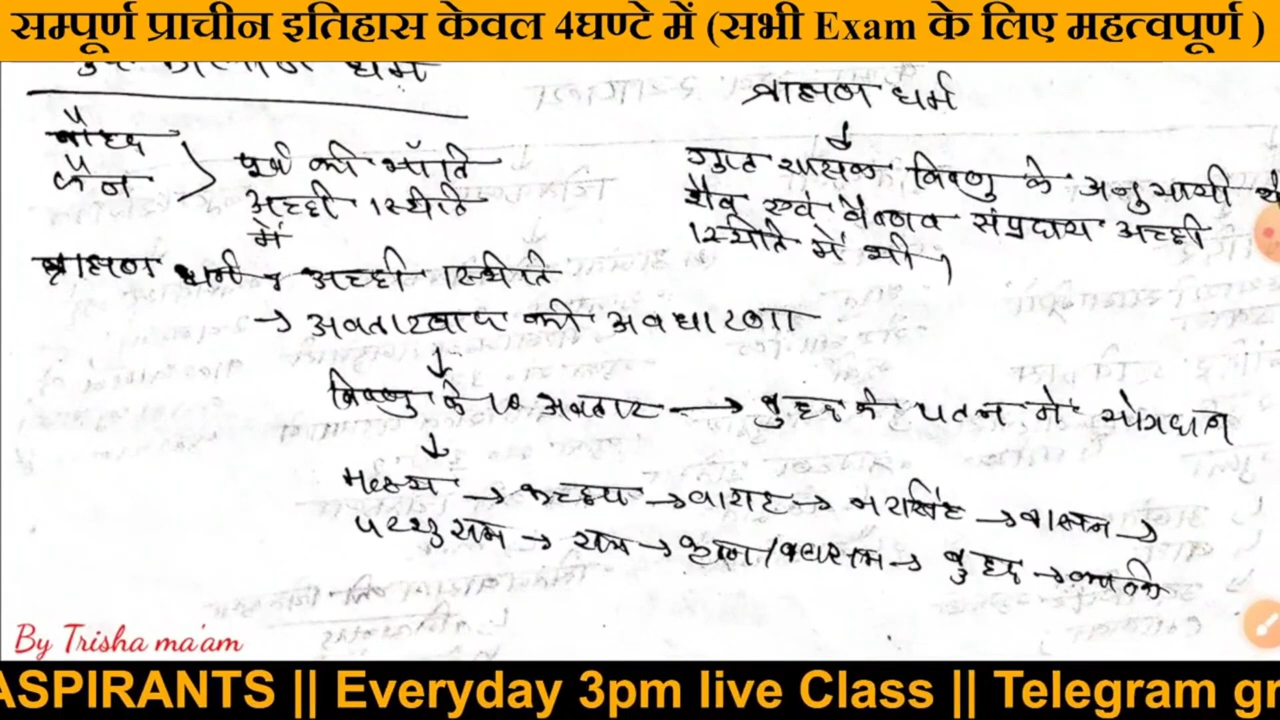 सम्पूर्ण प्राचीन इतिहास केवल 4घण्टे में (सभी Exam के लिए महत्वपूर्ण )
धर्म
ब्राह्मण धर्म
बौध्द
जैन
पूर्व की भाँति
अच्छी स्थिति
में
गुप्त शासक विष्णु के अनुयायी थे
शैव एवं वैष्णव संप्रदाय अच्छी
स्थिति में थी।
ब्राह्मण धर्म अच्छी स्थिति
→ अवतारवाद की अवधारणा
↓
विष्णु के 10 अवतार → बुद्ध के पतन में योगदान
↓
मत्स्य → कच्छप → वाराह → नरसिंह → वामन →
परशुराम → राम → कृष्ण/बलराम → बुद्ध → कल्कि
By Trisha ma'am
ASPIRANTS || Everyday 3pm live Class || Telegram gr